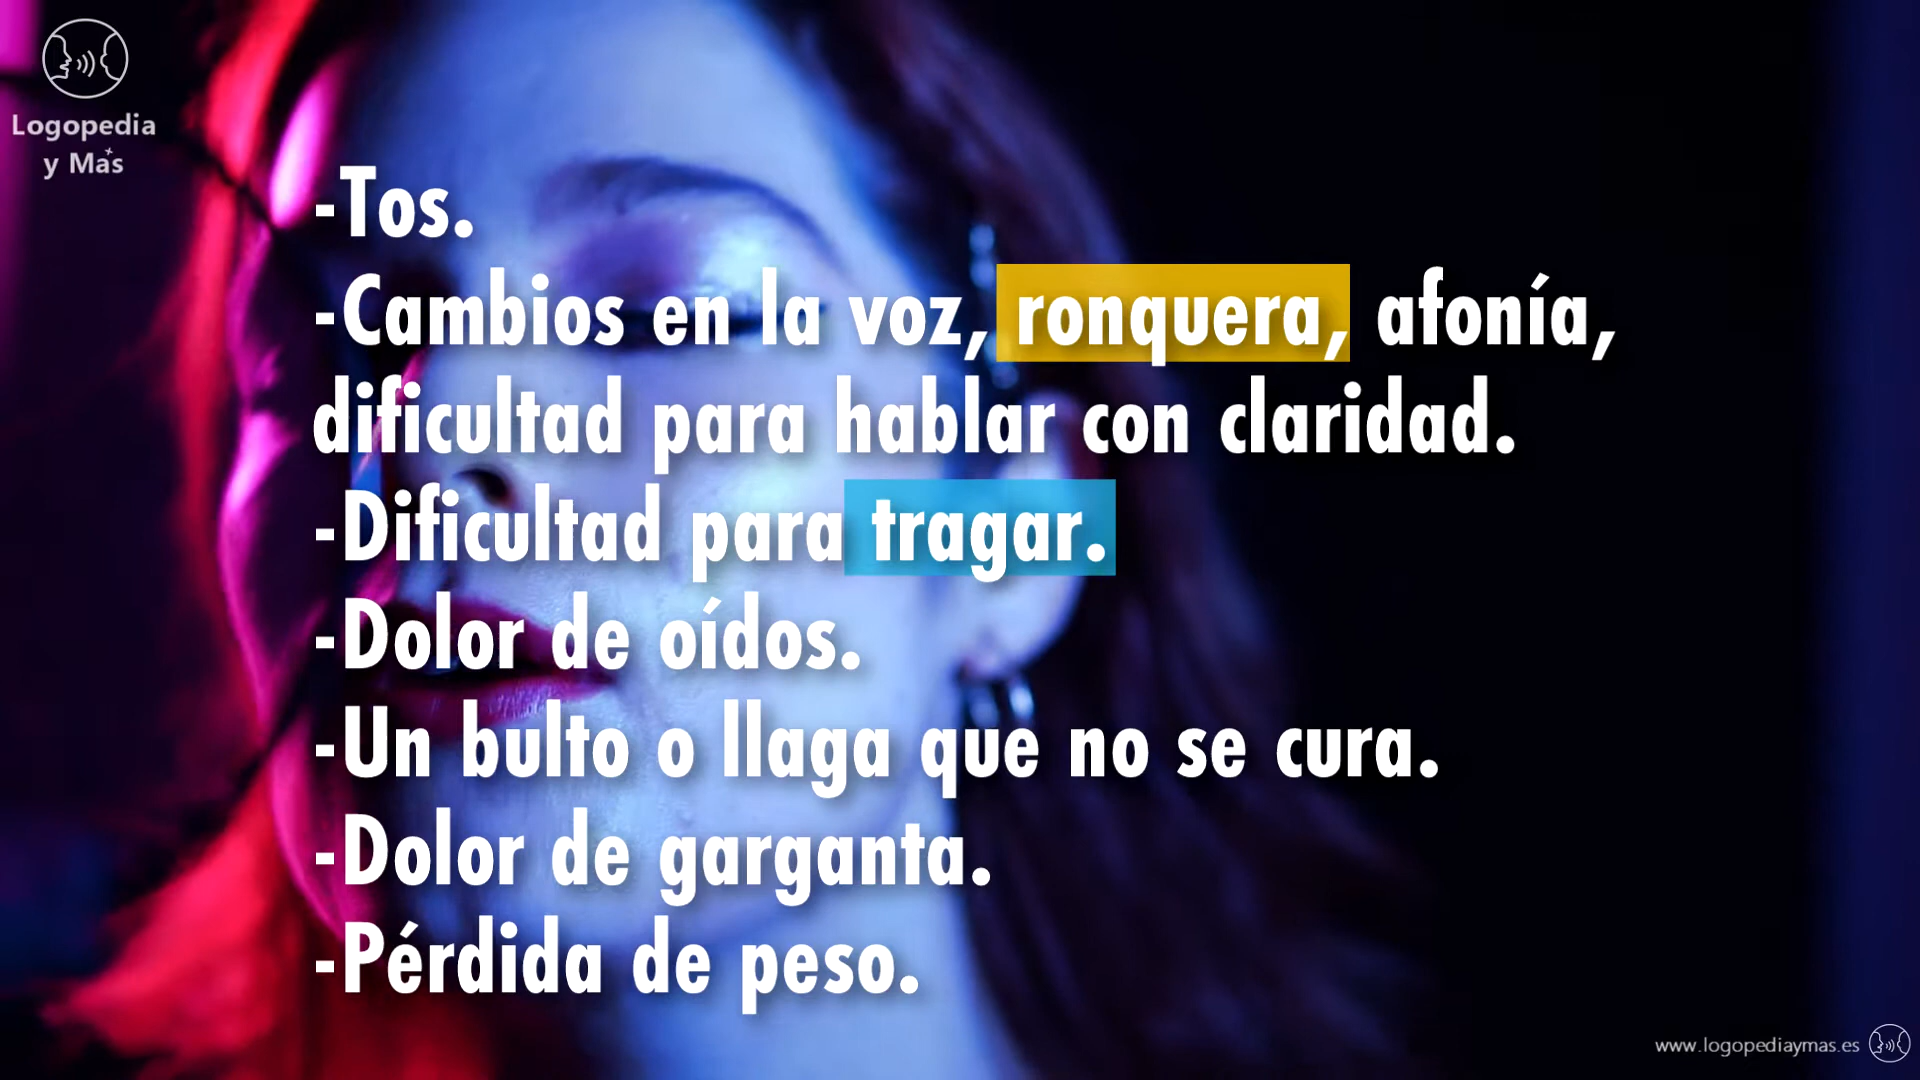 Logopedia
y Más
-Tos.
-Cambios en la voz, ronquera, afonía,
dificultad para hablar con claridad.
-Dificultad para tragar.
-Dolor de oídos.
-Un bulto o llaga que no se cura.
-Dolor de garganta.
-Pérdida de peso.
www.logopediaymas.es